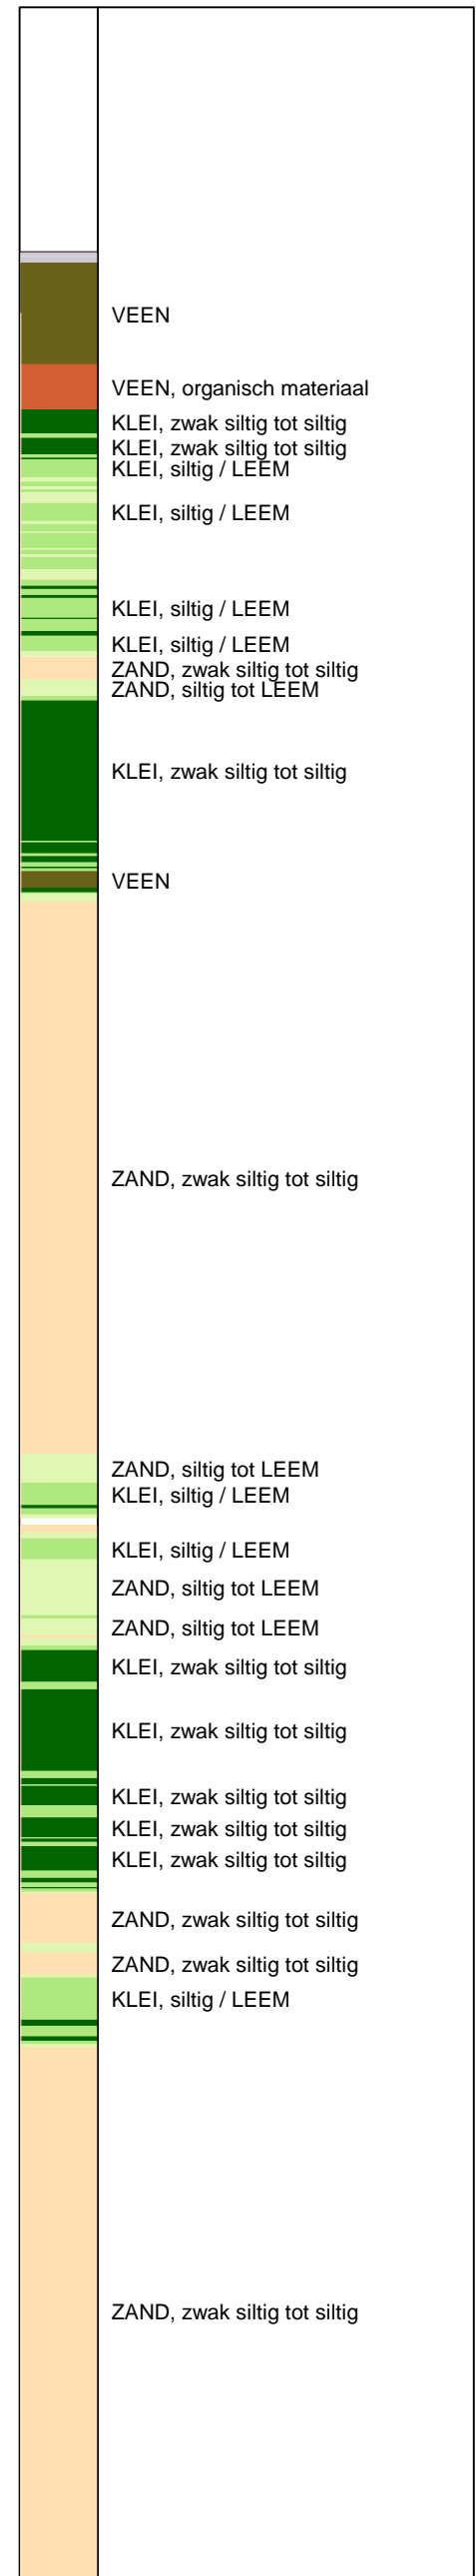 VEEN
VEEN, organisch materiaal
KLEI, zwak siltig tot siltig
KLEI, zwak siltig tot siltig
KLEI, siltig / LEEM
KLEI, siltig / LEEM
KLEI, siltig / LEEM
KLEI, siltig / LEEM
ZAND, zwak siltig tot siltig
ZAND, siltig tot LEEM
KLEI, zwak siltig tot siltig
VEEN
ZAND, zwak siltig tot siltig
ZAND, siltig tot LEEM
KLEI, siltig / LEEM
KLEI, siltig / LEEM
ZAND, siltig tot LEEM
ZAND, siltig tot LEEM
KLEI, zwak siltig tot siltig
KLEI, zwak siltig tot siltig
KLEI, zwak siltig tot siltig
KLEI, zwak siltig tot siltig
KLEI, zwak siltig tot siltig
ZAND, zwak siltig tot siltig
ZAND, zwak siltig tot siltig
KLEI, siltig / LEEM
ZAND, zwak siltig tot siltig